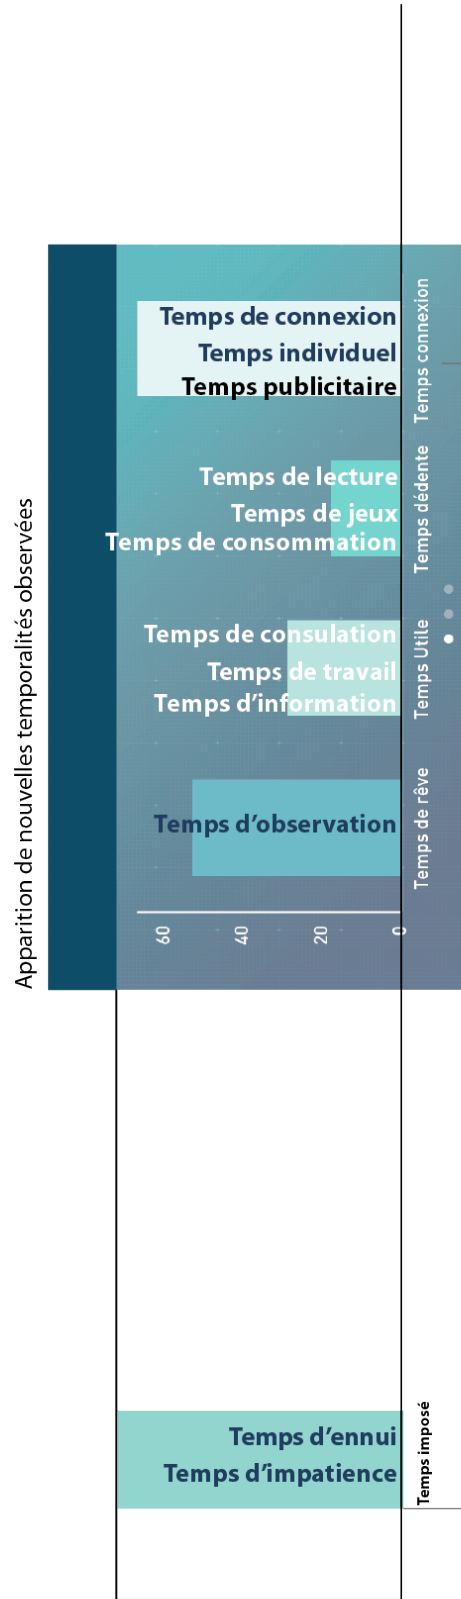 Apparition de nouvelles temporalités observées
Temps de connexion
Temps individuel
Temps publicitaire
Temps connexion
Temps de lecture
Temps de jeux
Temps de consommation
Temps dédente
Temps de consulation
Temps de travail
Temps d’information
Temps Utile
Temps d’observation
Temps de rêve
60
40
20
0
Temps d’ennui
Temps d’impatience
Temps imposé